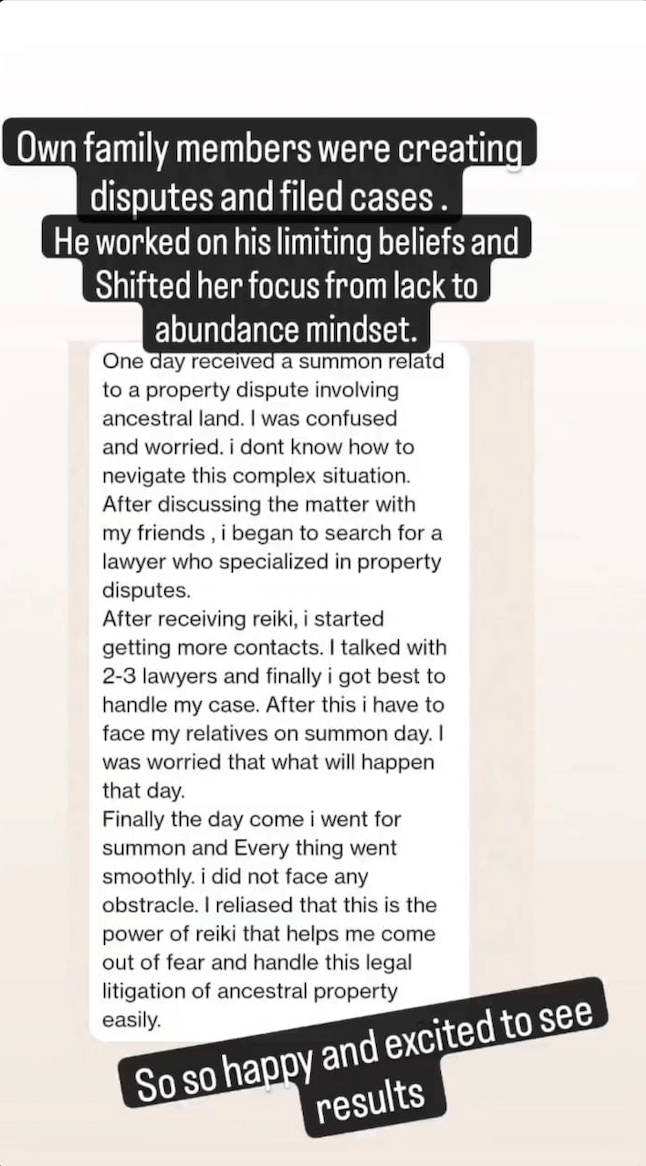 Own family members were creating
disputes and filed cases .
He worked on his limiting beliefs and
Shifted her focus from lack to
abundance mindset.
One day received a summon relatd
to a property dispute involving
ancestral land. I was confused
and worried. i dont know how to
nevigate this complex situation.
After discussing the matter with
my friends , i began to search for a
lawyer who specialized in property
disputes.
After receiving reiki, i started
getting more contacts. I talked with
2-3 lawyers and finally i got best to
handle my case. After this i have to
face my relatives on summon day. I
was worried that what will happen
that day.
Finally the day come i went for
summon and Every thing went
smoothly. i did not face any
obstracle. I reliased that this is the
power of reiki that helps me come
out of fear and handle this legal
litigation of ancestral property
easily.
So so happy and excited to see
results